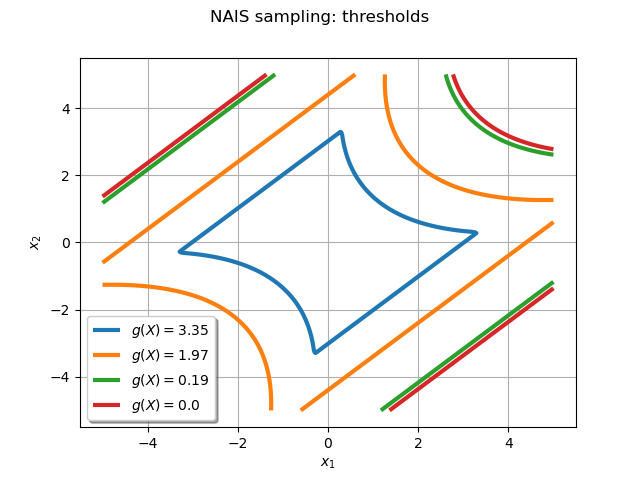 NAIS sampling: thresholds
4
2
0
−2
−4
x₂
g(X) = 3.35
g(X) = 1.97
g(X) = 0.19
g(X) = 0.0
−4 −2 0 2 4
x₁